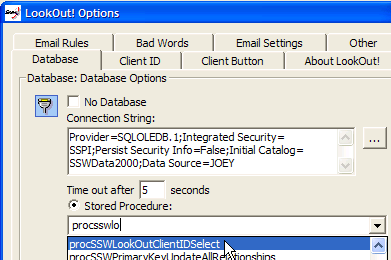 LookOut! Options
Email Rules Bad Words Email Settings Other
Database Client ID Client Button About LookOut!
Database: Database Options
No Database
Connection String:
Provider=SQLOLEDB.1;Integrated Security=
SSPI;Persist Security Info=False;Initial Catalog=
SSWData2000;Data Source=JOEY
...
Time out after 5 seconds
Stored Procedure:
procsswlo
procSSWLookOutClientIDSelect
procSSWPrimaryKeyUpdateAllRelationships